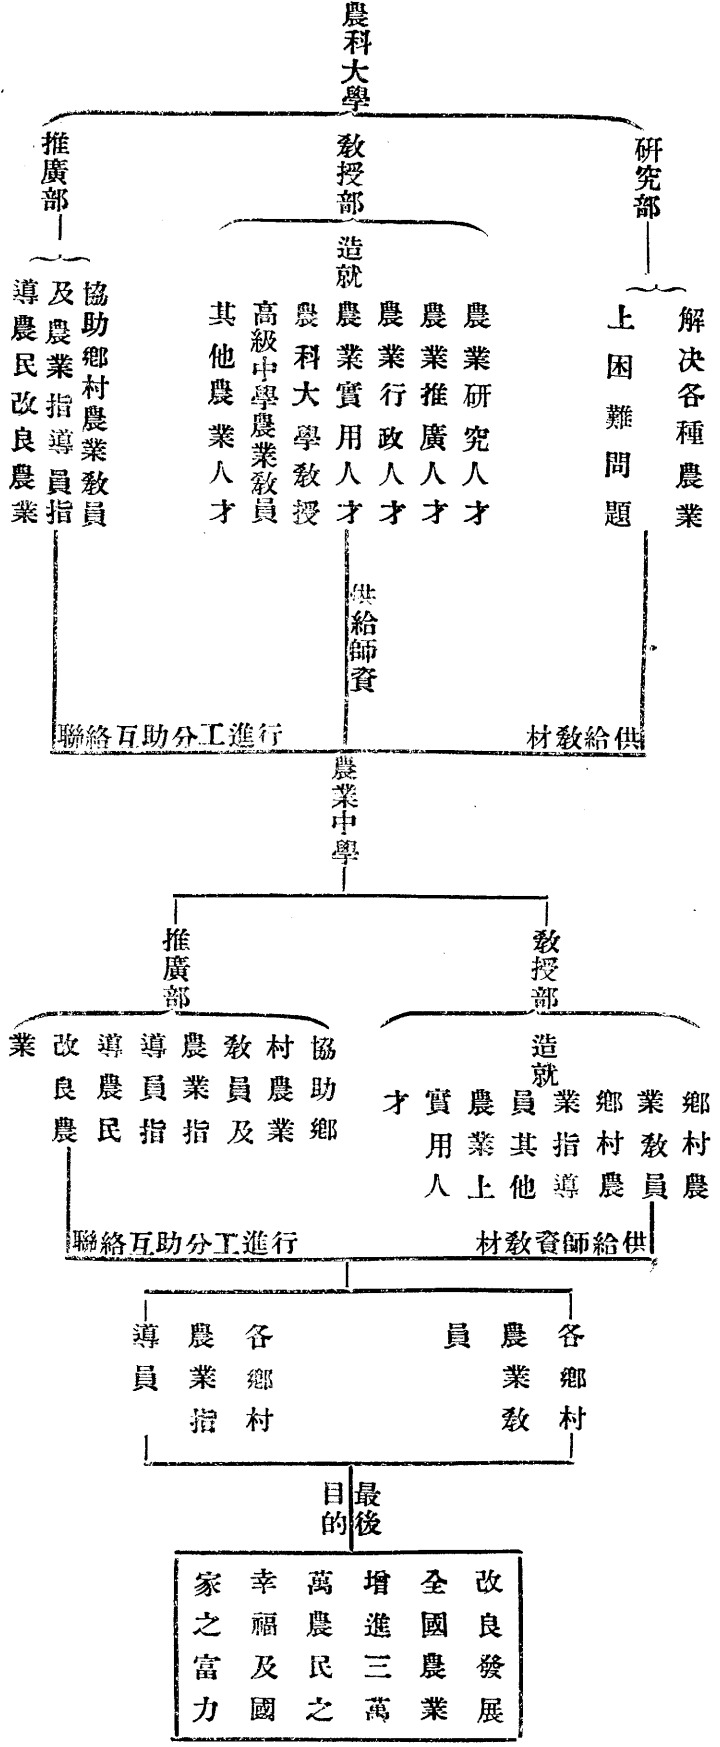 農科大學
研究部
解決各種農業
上困難問題
教授部
造就
農業研究人才
農業推廣人才
農業行政人才
農業實用人才
農科大學教授
高級中學農業教員
其他農業人才
推廣部
協助鄉村農業教員
及農業指導員指
導農民改良農業
供給師資
供給教材
聯絡互助分工進行
農業中學
教授部
造就
鄉村農
業教員
鄉村農
業指導
員其他
農業上
實用人
才
推廣部
協助鄉
村農業
教員及
農業指
導員指
導農民
改良農
業
供給師資教材
聯絡互助分工進行
各鄉村
農業教
員
各鄉村
農業指
導員
最後
目的
改良發展
全國農業
增進三萬
萬農民之
幸福及國
家之富力